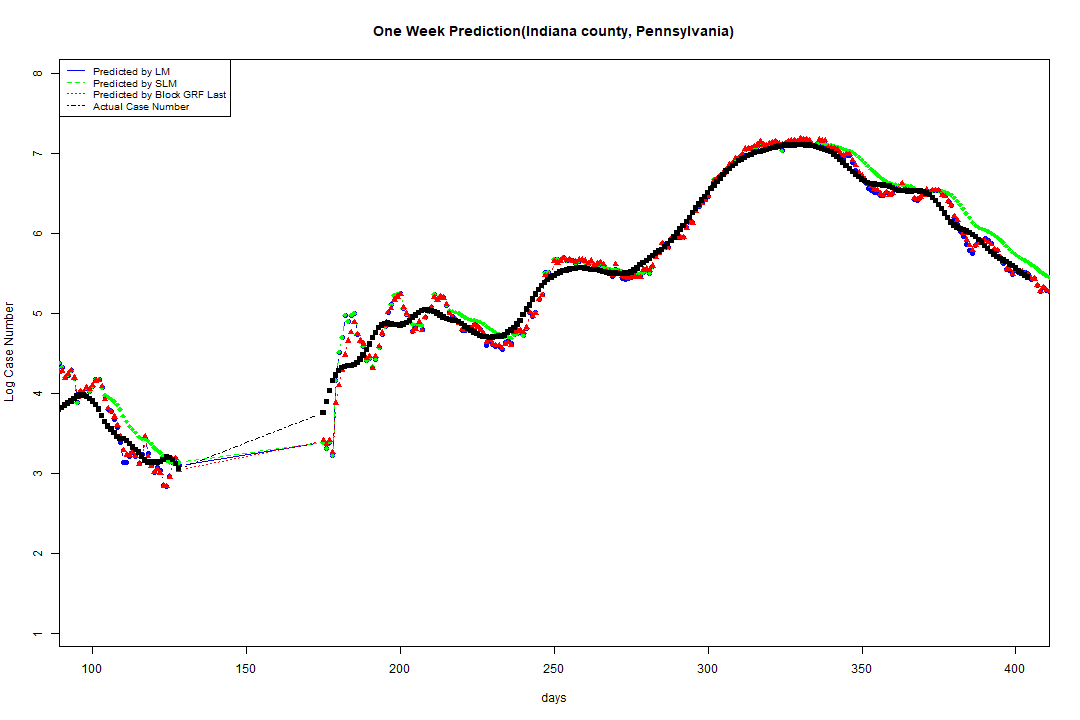 One Week Prediction(Indiana county, Pennsylvania)
Predicted by LM
Predicted by SLM
Predicted by Block GRF Last
Actual Case Number
8
7
6
5
4
3
2
1
Log Case Number
100 150 200 250 300 350 400
days